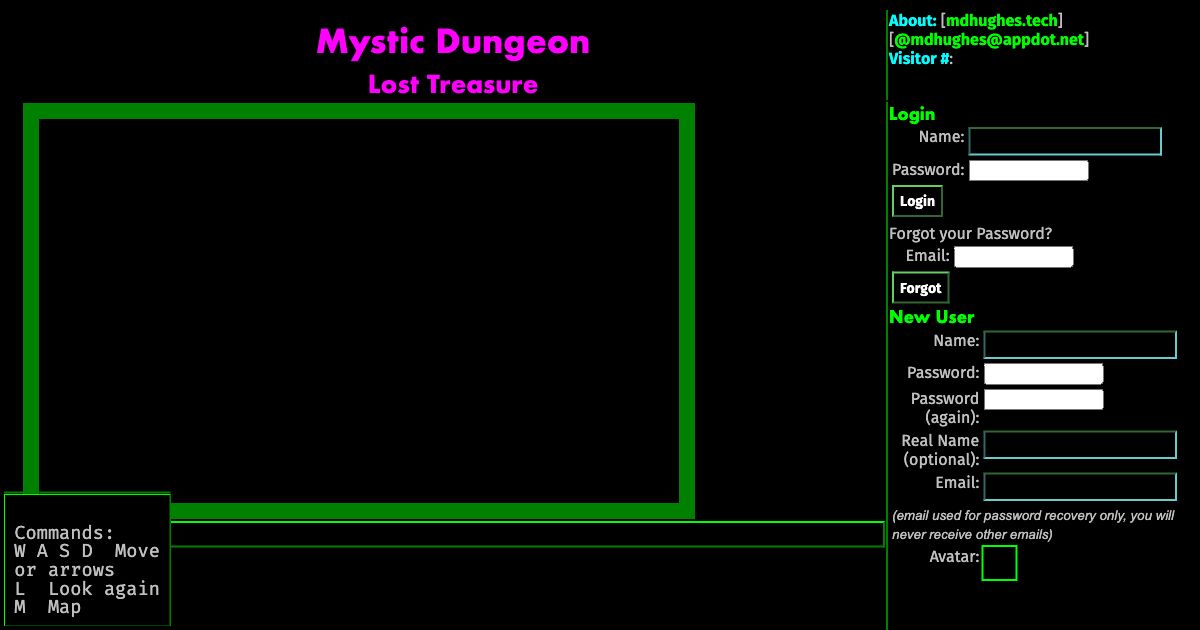 Mystic Dungeon
Lost Treasure
Commands:
W A S D  Move
or arrows
L  Look again
M  Map
About: [mdhughes.tech]
[@mdhughes@appdot.net]
Visitor #:
Login
Name:
Password:
Login
Forgot your Password?
Email:
Forgot
New User
Name:
Password:
Password
(again):
Real Name
(optional):
Email:
(email used for password recovery only, you will
never receive other emails)
Avatar: